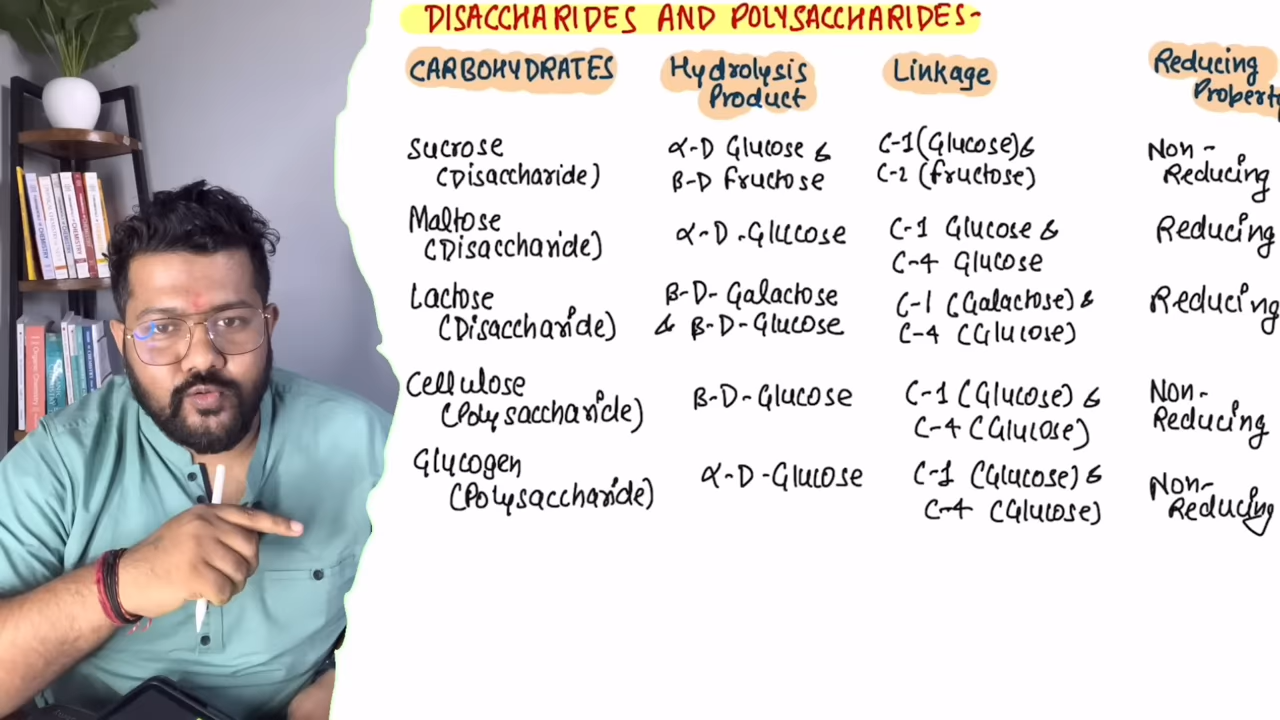 DISACCHARIDES AND POLYSACCHARIDES-
CARBOHYDRATES
Hydrolysis
Product
Linkage
Reducing
Property
Sucrose
(Disaccharide)
α-D Glucose &
B-D fructose
C-1 (Glucose) &
C-2 (fructose)
Non-
Reducing
Maltose
(Disaccharide)
α-D-Glucose
C-1 Glucose &
C-4 Glucose
Reducing
Lactose
(Disaccharide)
B-D-Galactose
& B-D-Glucose
C-1 (Galactose) &
C-4 (Glucose)
Reducing
Cellulose
(Polysaccharide)
B-D-Glucose
C-1 (Glucose) &
C-4 (Glucose)
Non-
Reducing
Glycogen
(Polysaccharide)
α-D-Glucose
C-1 (Glucose) &
C-4 (Glucose)
Non-
Reducing